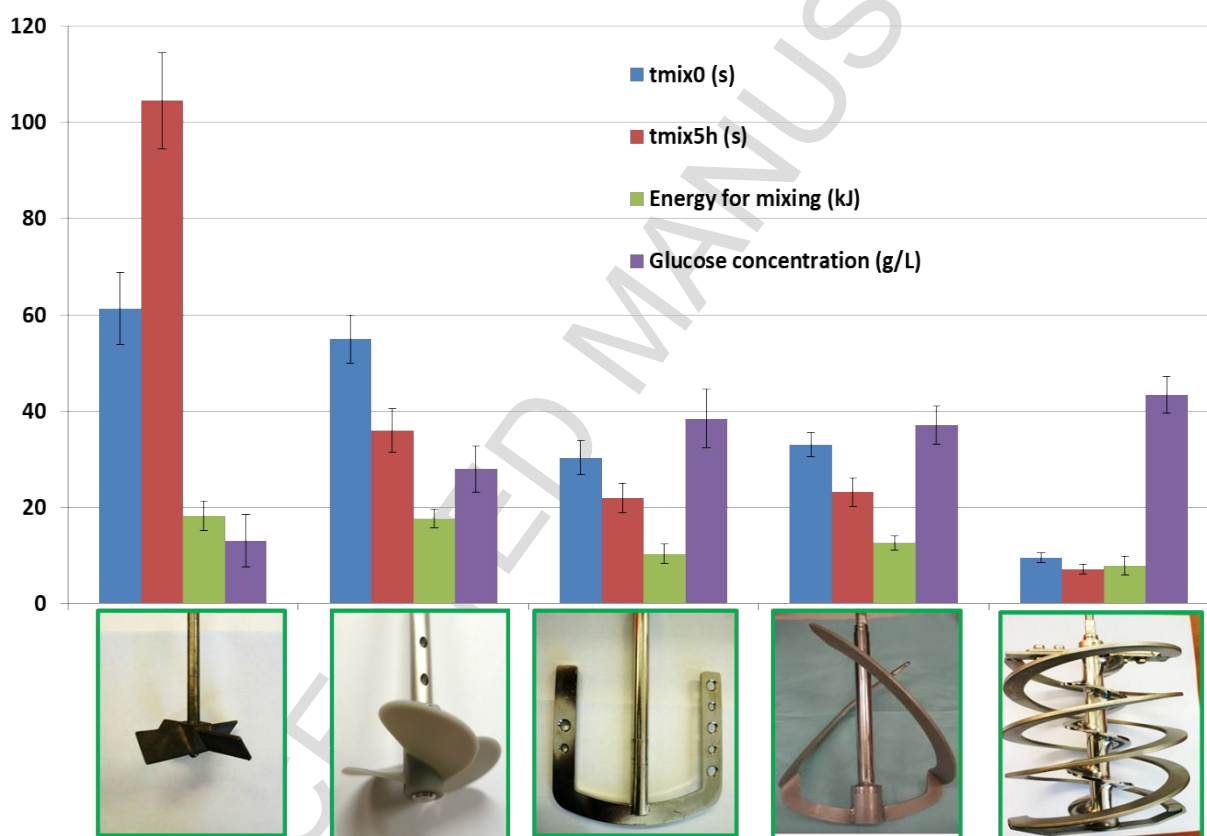 120
100
80
60
40
20
0
tmix0 (s)
tmix5h (s)
Energy for mixing (kJ)
Glucose concentration (g/L)